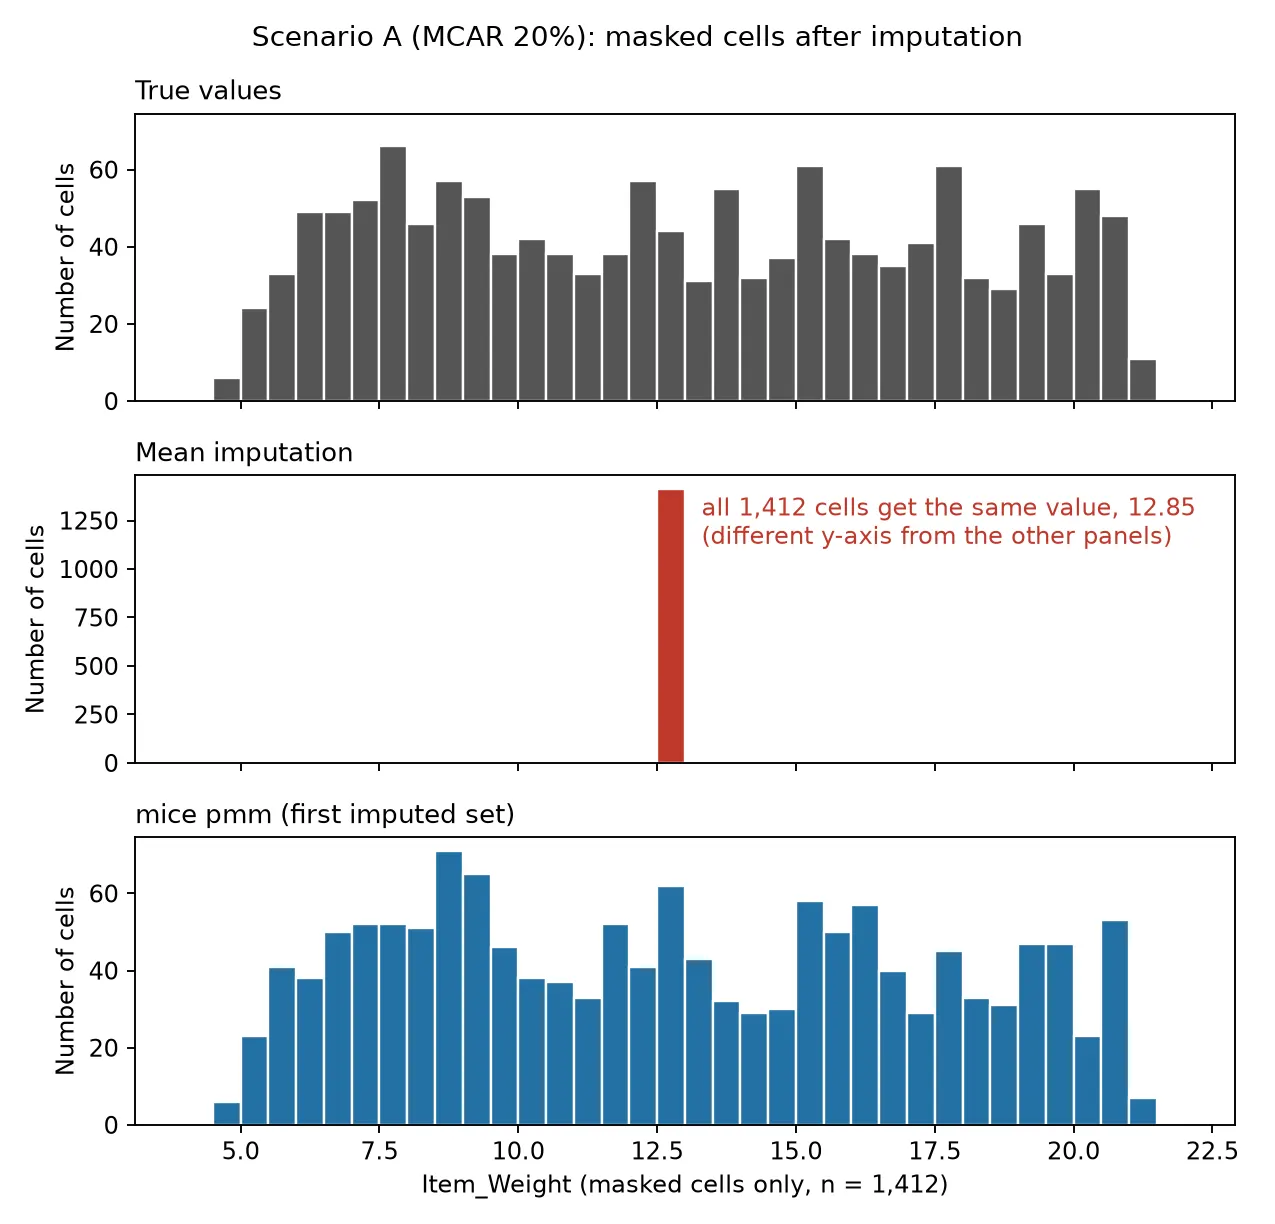 Scenario A (MCAR 20%): masked cells after imputation
True values
Number of cells
60
40
20
0
Mean imputation
Number of cells
1250
1000
750
500
250
0
all 1,412 cells get the same value, 12.85
(different y-axis from the other panels)
mice pmm (first imputed set)
Number of cells
60
40
20
0
5.0 7.5 10.0 12.5 15.0 17.5 20.0 22.5
Item_Weight (masked cells only, n = 1,412)